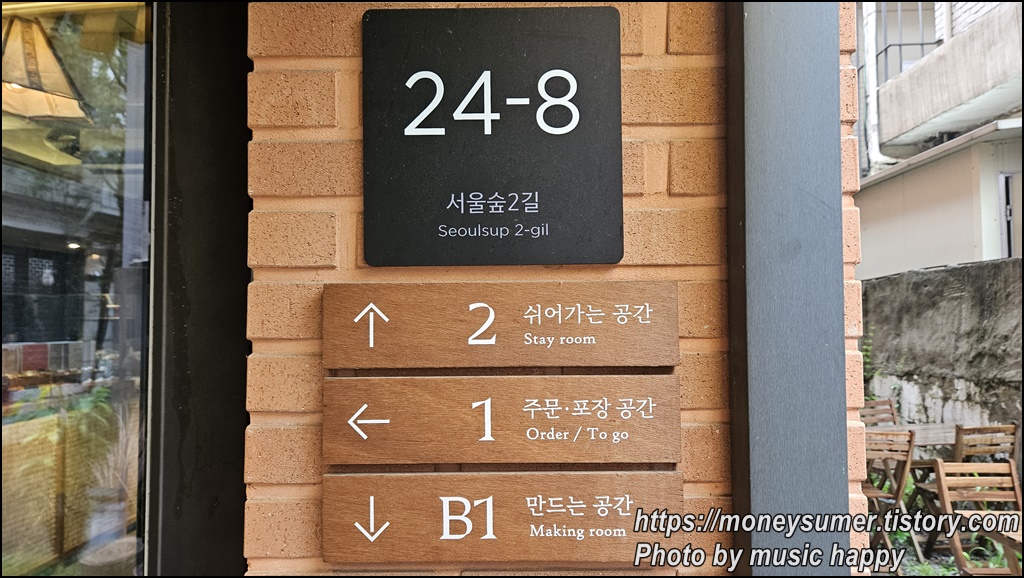 24-8
서울숲2길
Seoulsup 2-gil
↑ 2 쉬어가는 공간
Stay room
← 1 주문·포장 공간
Order / To go
↓ B1 만드는 공간
Making room
https://moneysumer.tistory.com
Photo by music happy